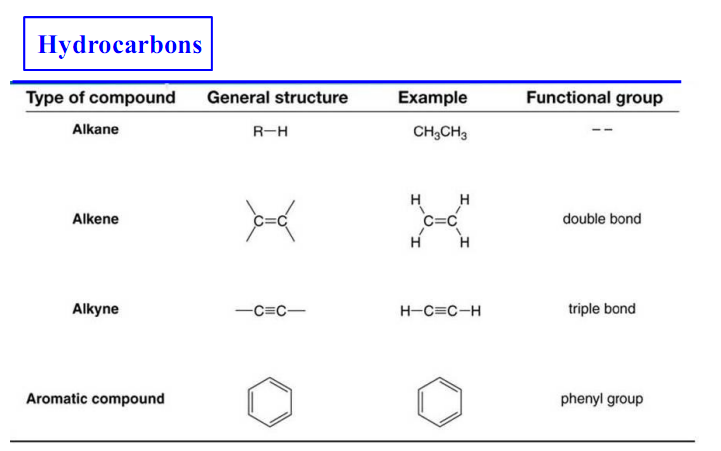 Hydrocarbons
Type of compound General structure Example Functional group
Alkane R—H CH₃CH₃ – –
Alkene C=C H H C=C H H double bond
Alkyne —C≡C— H—C≡C—H triple bond
Aromatic compound phenyl group